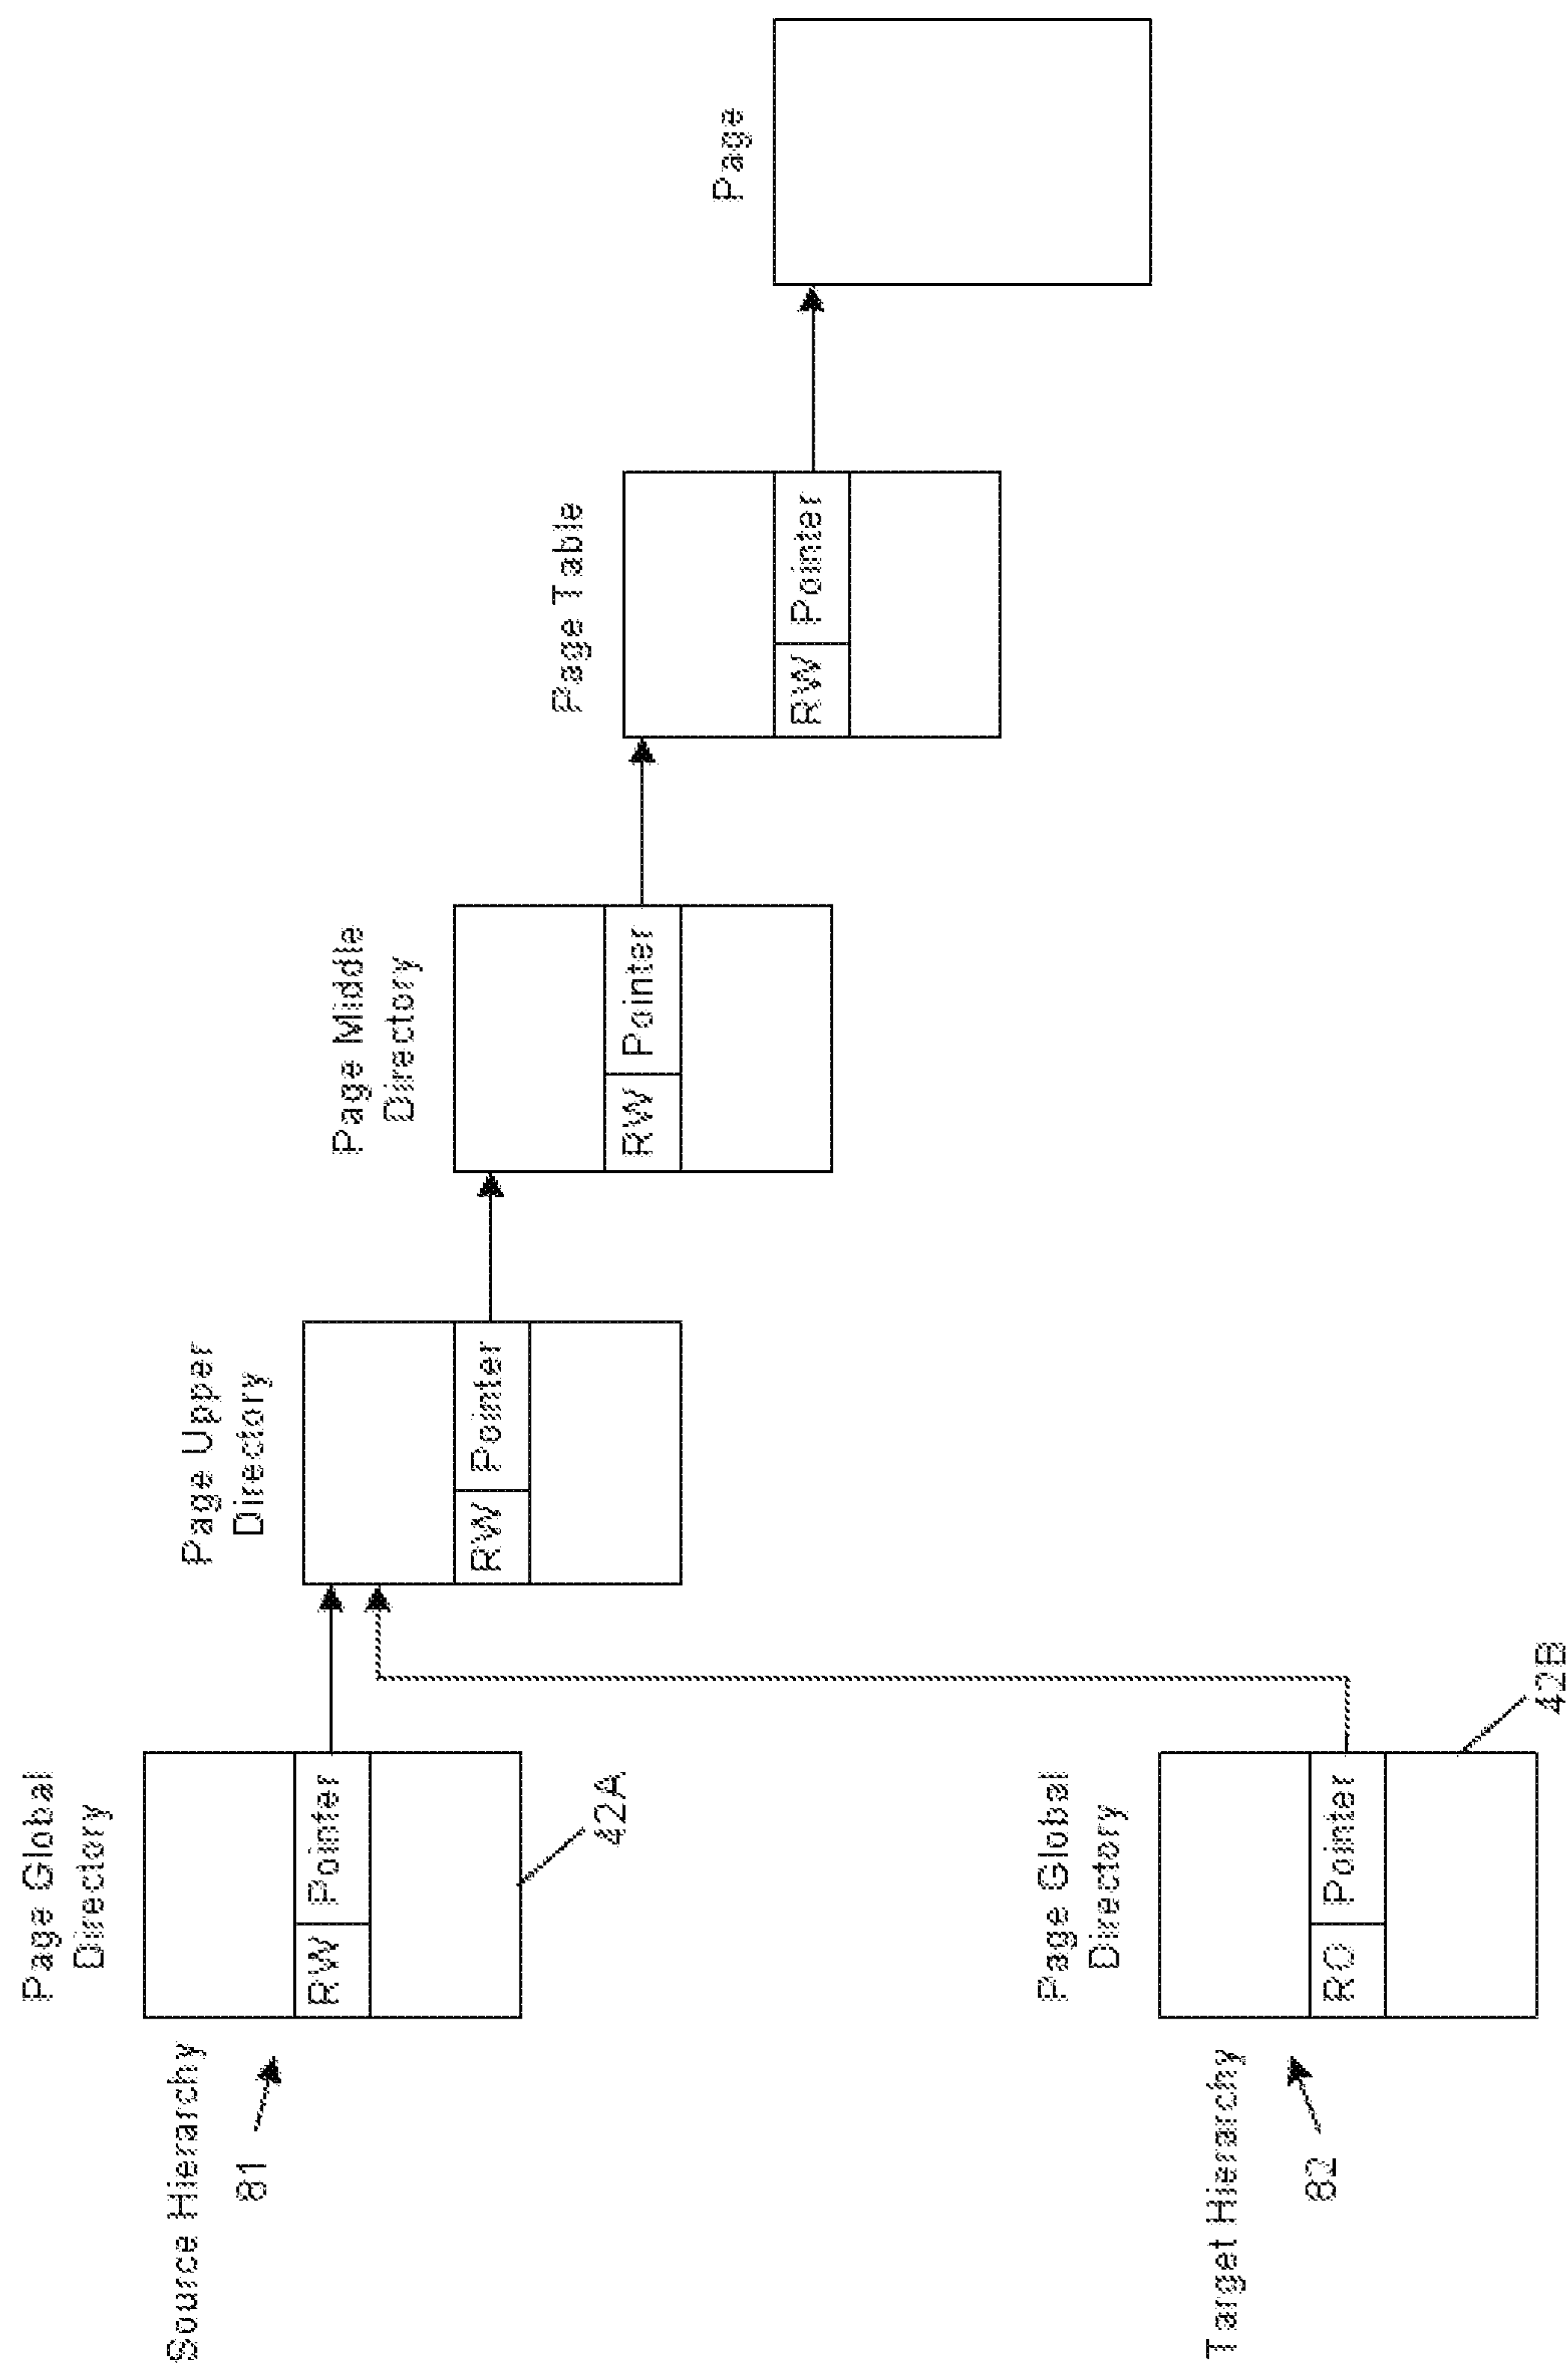 Source Hierarchy
81
Page Global
Directory
RW Pointer
42A
Page Upper
Directory
RW Pointer
Page Middle
Directory
RW Pointer
Page Table
RW Pointer
Page
Target Hierarchy
82
Page Global
Directory
RO Pointer
42B